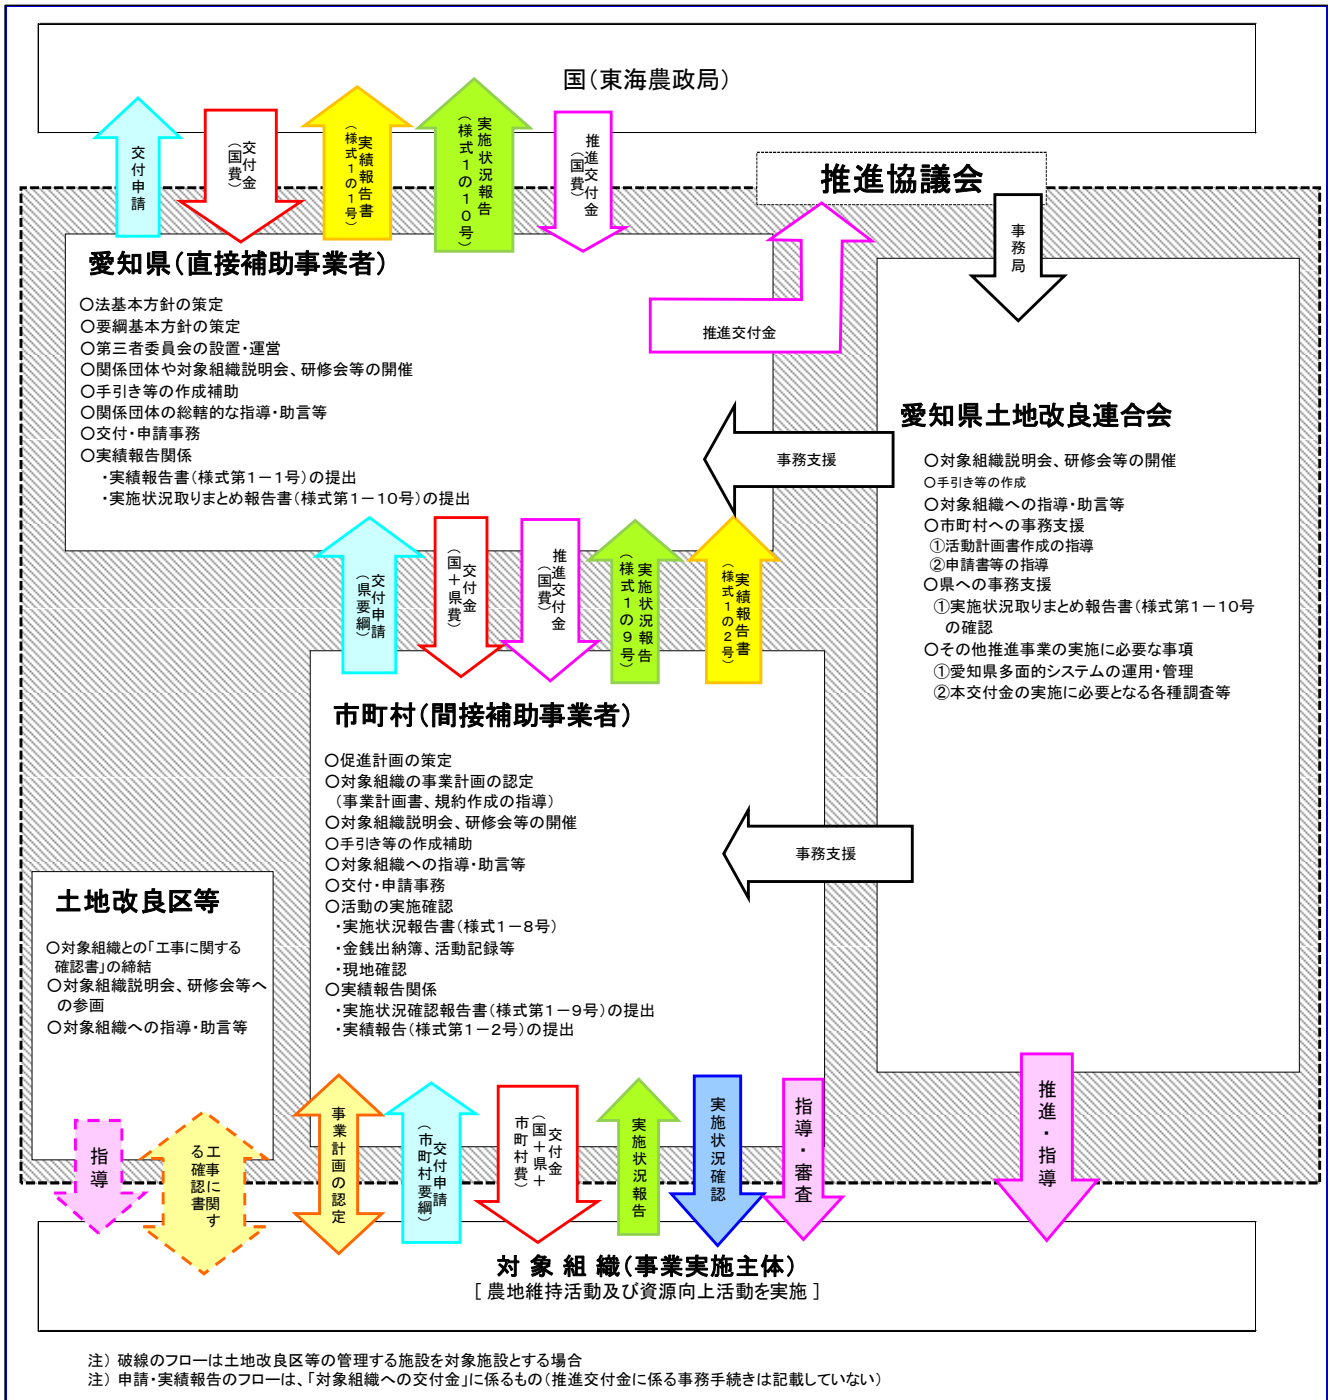 国(東海農政局)
交付申請
交付金
(国費)
実績報告書
(様式1の1号)
実施状況報告
(様式1の10号)
推進交付金
(国費)
推進協議会
事務局
愛知県(直接補助事業者)
○法基本方針の策定
○要綱基本方針の策定
○第三者委員会の設置・運営
○関係団体や対象組織説明会、研修会等の開催
○手引き等の作成補助
○関係団体の総轄的な指導・助言等
○交付・申請事務
○実績報告関係
・実績報告書(様式第1-1号)の提出
・実施状況取りまとめ報告書(様式第1-10号)の提出
推進交付金
事務支援
愛知県土地改良連合会
○対象組織説明会、研修会等の開催
○手引き等の作成
○対象組織への指導・助言等
○市町村への事務支援
①活動計画書作成の指導
②申請書等の指導
○県への事務支援
①実施状況取りまとめ報告書(様式第1-10号
の確認
○その他推進事業の実施に必要な事項
①愛知県多面的システムの運用・管理
②本交付金の実施に必要となる各種調査等
交付申請
(県要綱)
交付金
(国+県費)
推進交付金
(国費)
実施状況報告
(様式1の9号)
実績報告書
(様式1の2号)
市町村(間接補助事業者)
○促進計画の策定
○対象組織の事業計画の認定
(事業計画書、規約作成の指導)
○対象組織説明会、研修会等の開催
○手引き等の作成補助
○対象組織への指導・助言等
○交付・申請事務
○活動の実施確認
・実施状況報告書(様式1-8号)
・金銭出納簿、活動記録等
・現地確認
○実績報告関係
・実施状況確認報告書(様式第1-9号)の提出
・実績報告(様式第1-2号)の提出
事務支援
土地改良区等
○対象組織との「工事に関する
確認書」の締結
○対象組織説明会、研修会等へ
の参画
○対象組織への指導・助言等
指導
工事に関す
る確認書
事業計画の認定
交付申請
(市町村要綱)
交付金
(国+県+
市町村費)
実施状況報告
実施状況確認
指導・審査
推進・指導
対 象 組 織(事業実施主体)
[ 農地維持活動及び資源向上活動を実施 ]
注) 破線のフローは土地改良区等の管理する施設を対象施設とする場合
注) 申請・実績報告のフローは、「対象組織への交付金」に係るもの(推進交付金に係る事務手続きは記載していない)